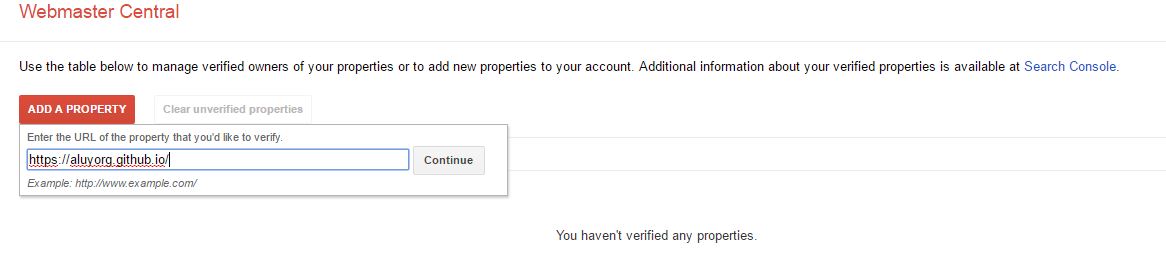 Webmaster Central
Use the table below to manage verified owners of your properties or to add new properties to your account. Additional information about your verified properties is available at Search Console.
ADD A PROPERTY Clear unverified properties
Enter the URL of the property that you'd like to verify.
https://aluyorg.github.io/ Continue
Example: http://www.example.com/
You haven't verified any properties.